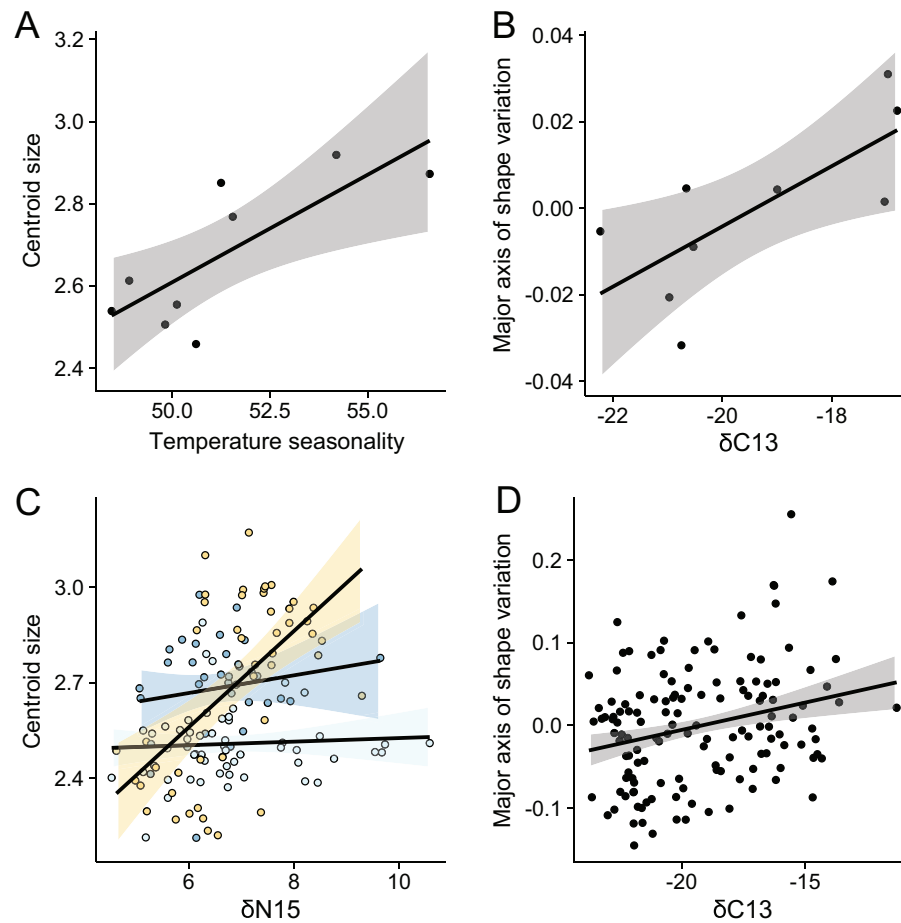 A
3.2
3.0
2.8
2.6
2.4
Centroid size
50.0 52.5 55.0
Temperature seasonality
B
0.04
0.02
0.00
-0.02
-0.04
Major axis of shape variation
-22 -20 -18
δC13
C
3.0
2.7
2.4
Centroid size
6 8 10
δN15
D
0.2
0.1
0.0
-0.1
Major axis of shape variation
-20 -15
δC13